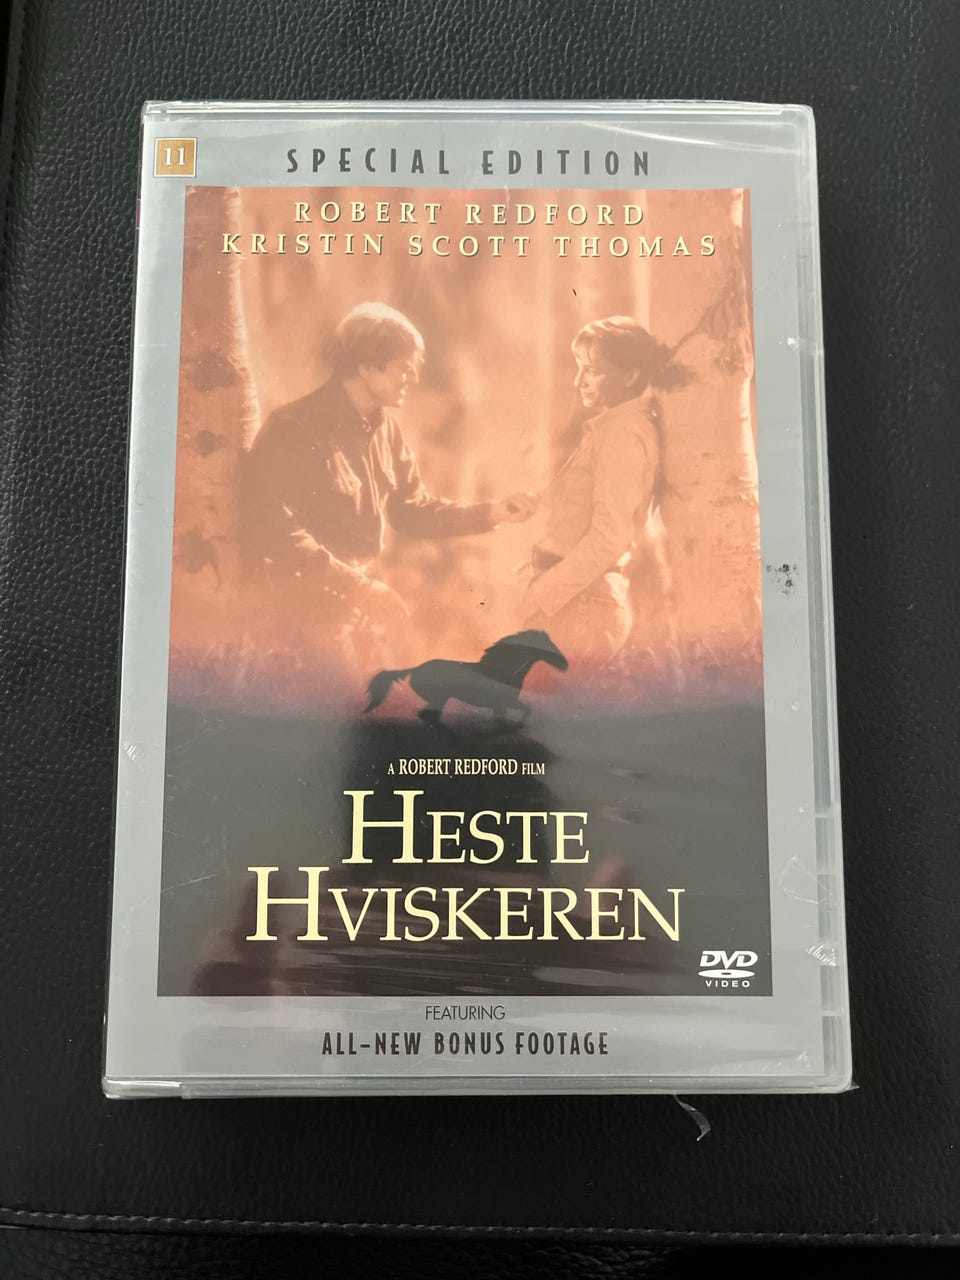 11
SPECIAL EDITION
ROBERT REDFORD
KRISTIN SCOTT THOMAS
A ROBERT REDFORD FILM
HESTE
HVISKEREN
DVD
VIDEO
FEATURING
ALL-NEW BONUS FOOTAGE